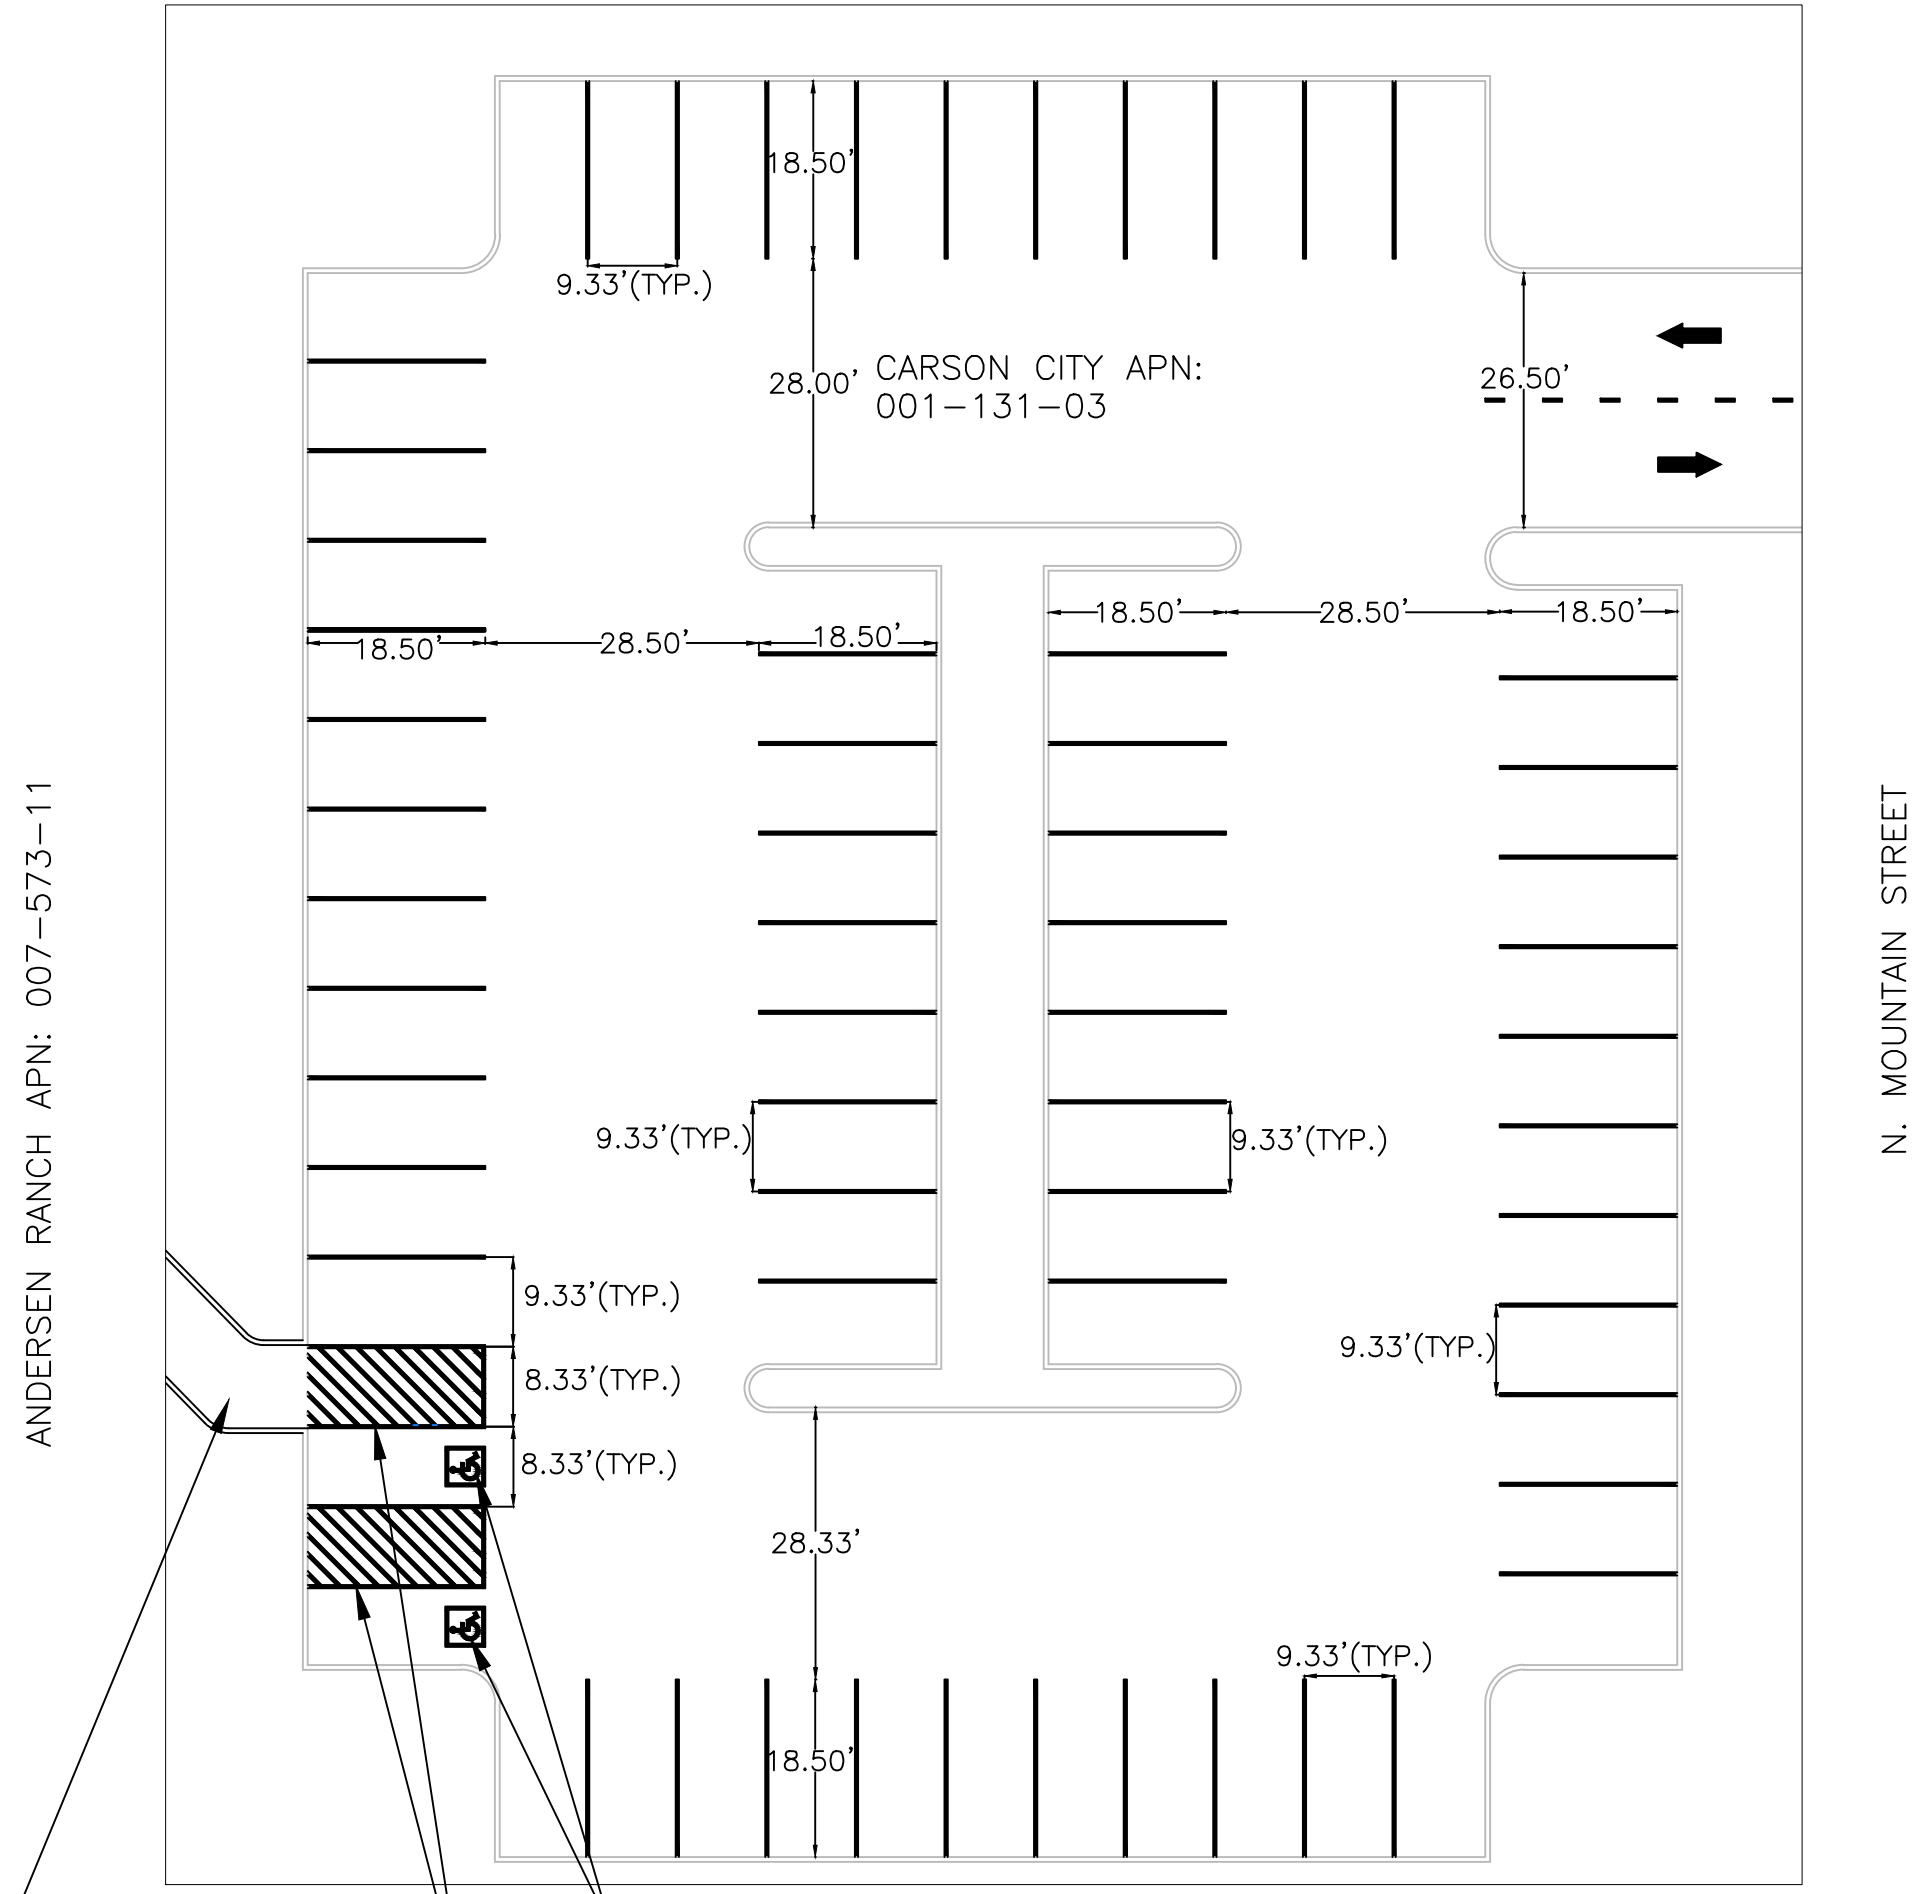 18.50'
9.33'(TYP.)
28.00'
CARSON CITY APN:
001-131-03
26.50'
18.50'
28.50'
18.50'
18.50'
28.50'
18.50'
ANDERSEN RANCH APN: 007-573-11
N. MOUNTAIN STREET
9.33'(TYP.)
9.33'(TYP.)
9.33'(TYP.)
9.33'(TYP.)
8.33'(TYP.)
8.33'(TYP.)
28.33'
9.33'(TYP.)
18.50'